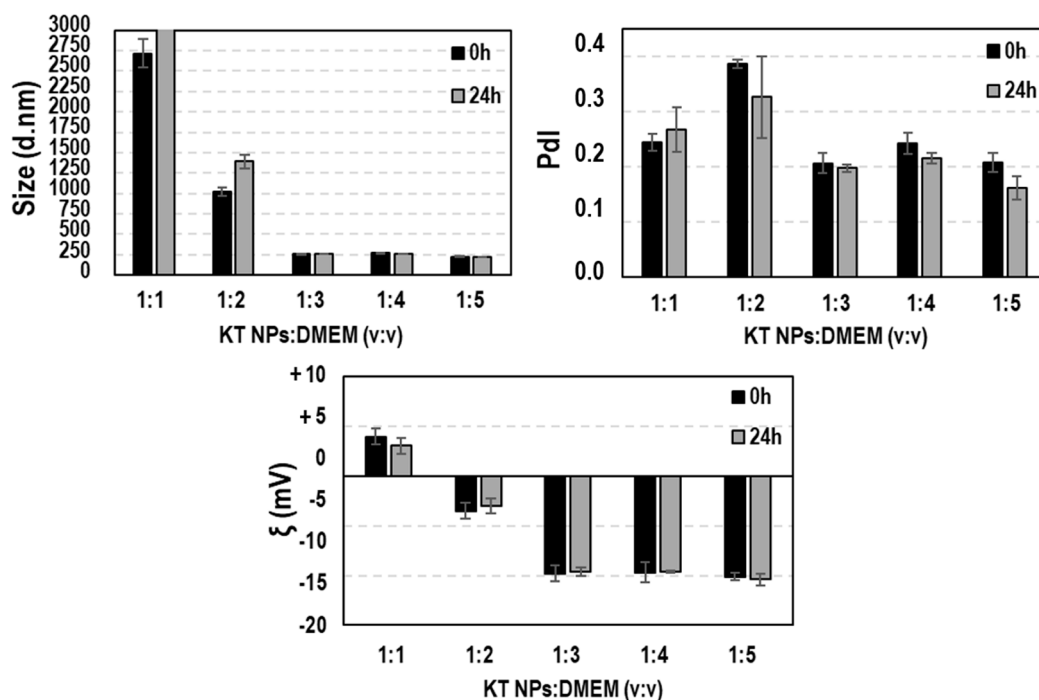 Size (d.nm)
3000
2750
2500
2250
2000
1750
1500
1250
1000
750
500
250
0
0h
24h
1:1 1:2 1:3 1:4 1:5
KT NPs:DMEM (v:v)
PdI
0.4
0.3
0.2
0.1
0.0
0h
24h
1:1 1:2 1:3 1:4 1:5
KT NPs:DMEM (v:v)
ξ (mV)
+ 10
+ 5
0
-5
-10
-15
-20
0h
24h
1:1 1:2 1:3 1:4 1:5
KT NPs:DMEM (v:v)